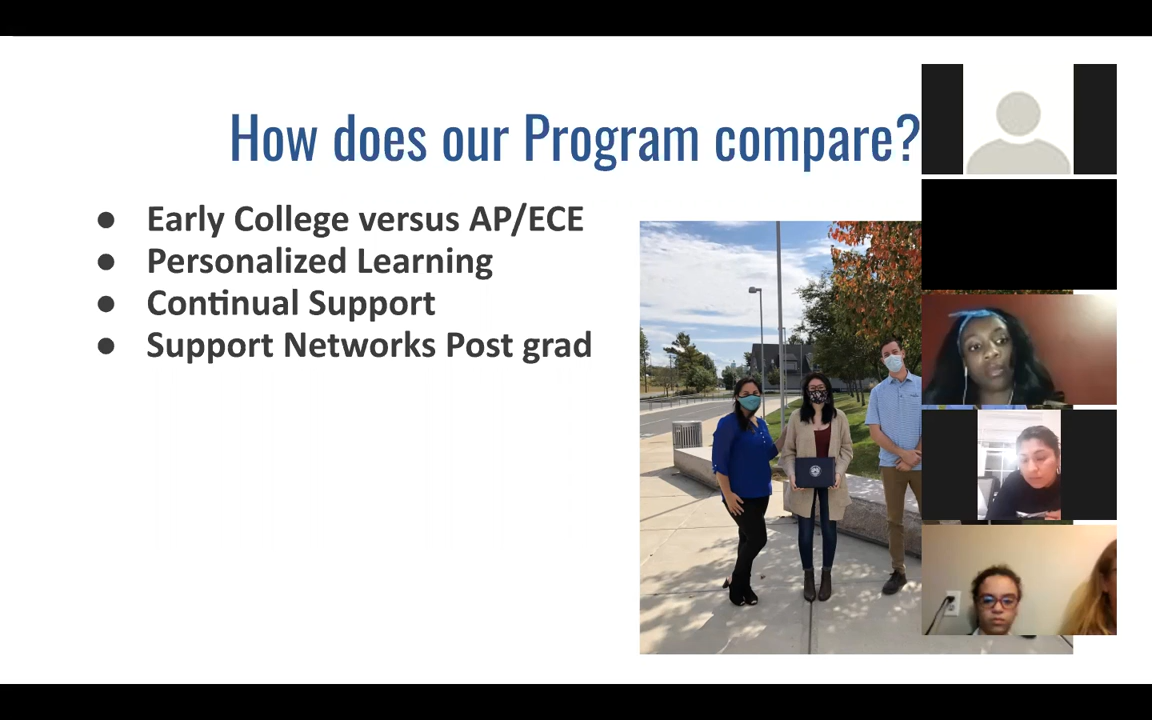 How does our Program compare?
● Early College versus AP/ECE
● Personalized Learning
● Continual Support
● Support Networks Post grad